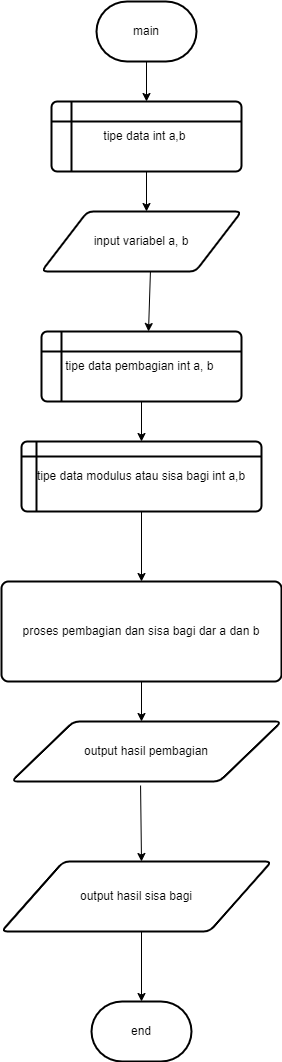 main
tipe data int a,b
input variabel a, b
tipe data pembagian int a, b
tipe data modulus atau sisa bagi int a,b
proses pembagian dan sisa bagi dar a dan b
output hasil pembagian
output hasil sisa bagi
end